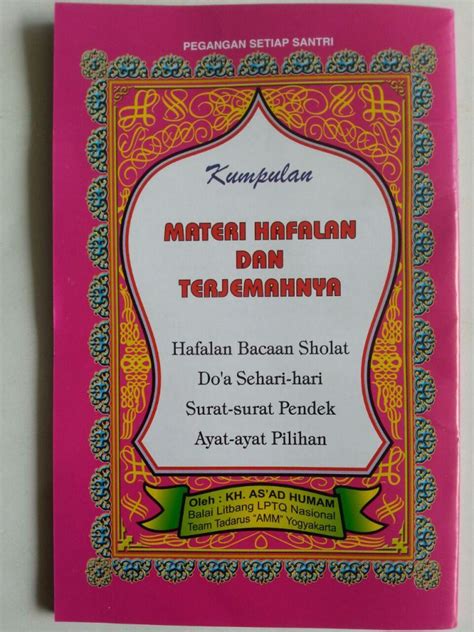 PEGANGAN SETIAP SANTRI
Kumpulan
MATERI HAFALAN
DAN
TERJEMAHNYA
Hafalan Bacaan Sholat
Do'a Sehari-hari
Surat-surat Pendek
Ayat-ayat Pilihan
Oleh : KH. AS'AD HUMAM
Balai Litbang LPTQ Nasional
Team Tadarus "AMM" Yogyakarta